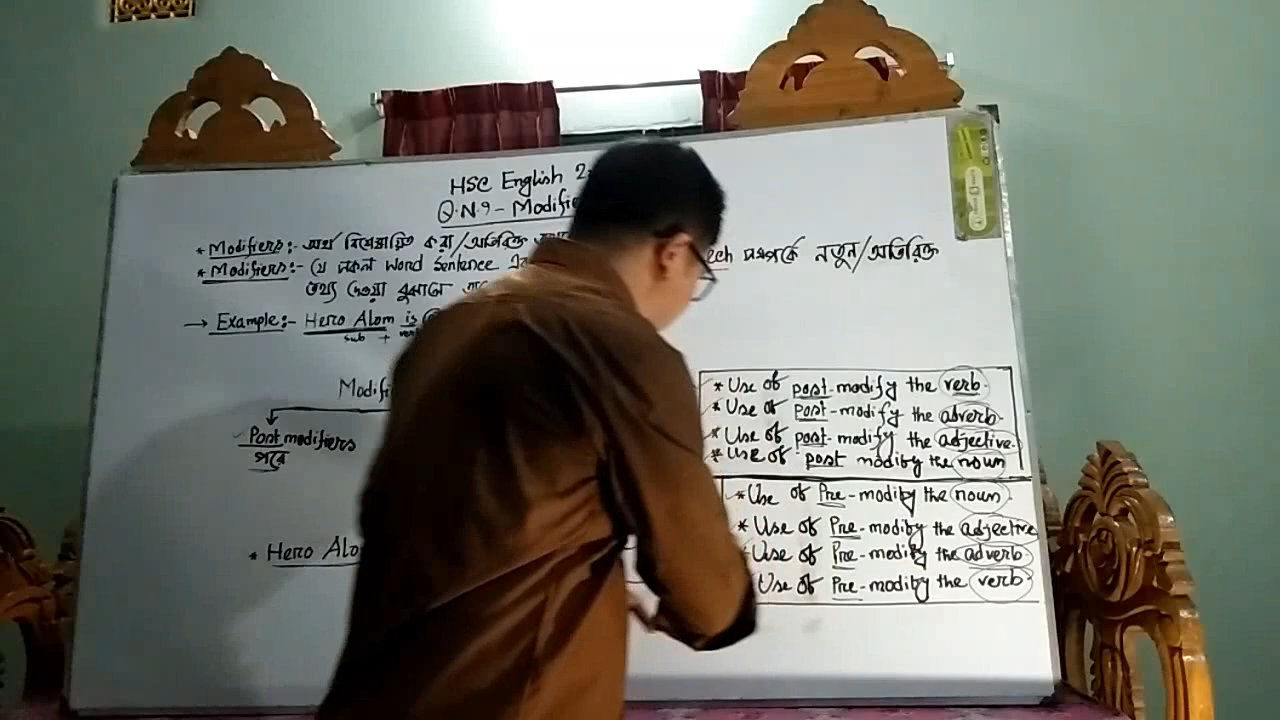 HSC English
Q.N.9 - Modifie
* Modifiers:- অর্থ বিশেষায়িত করা/অতিরিক্ত
* Modifiers:- যে সকল word sentence
ech সম্পর্কে নতুন/অতিরিক্ত
তথ্য দেওয়া বুঝাতে
→ Example:- Hero Alom is
sub + verb
Modifi
Post modifiers
পরে
* Hero Alo
* Use of post-modify the verb.
* Use of post-modify the adverb.
* Use of post-modify the adjective.
* Use of post modify the noun
* Use of Pre-modify the noun.
* Use of Pre-modify the adjective
Use of Pre-modify the adverb.
Use of Pre-modify the verb.